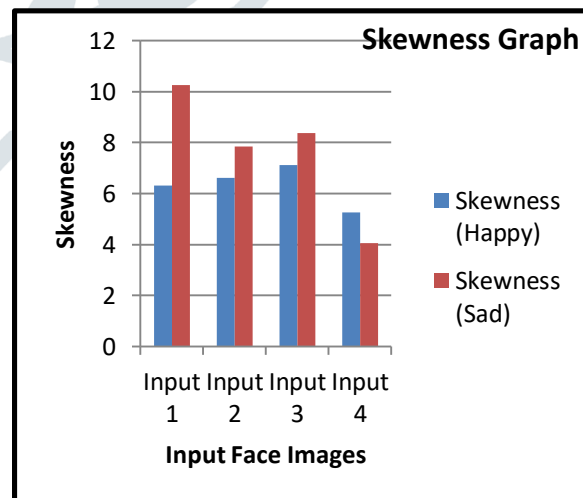 Skewness Graph
12
10
8
6
4
2
0
Skewness
Input Input Input Input
1 2 3 4
Input Face Images
Skewness
(Happy)
Skewness
(Sad)